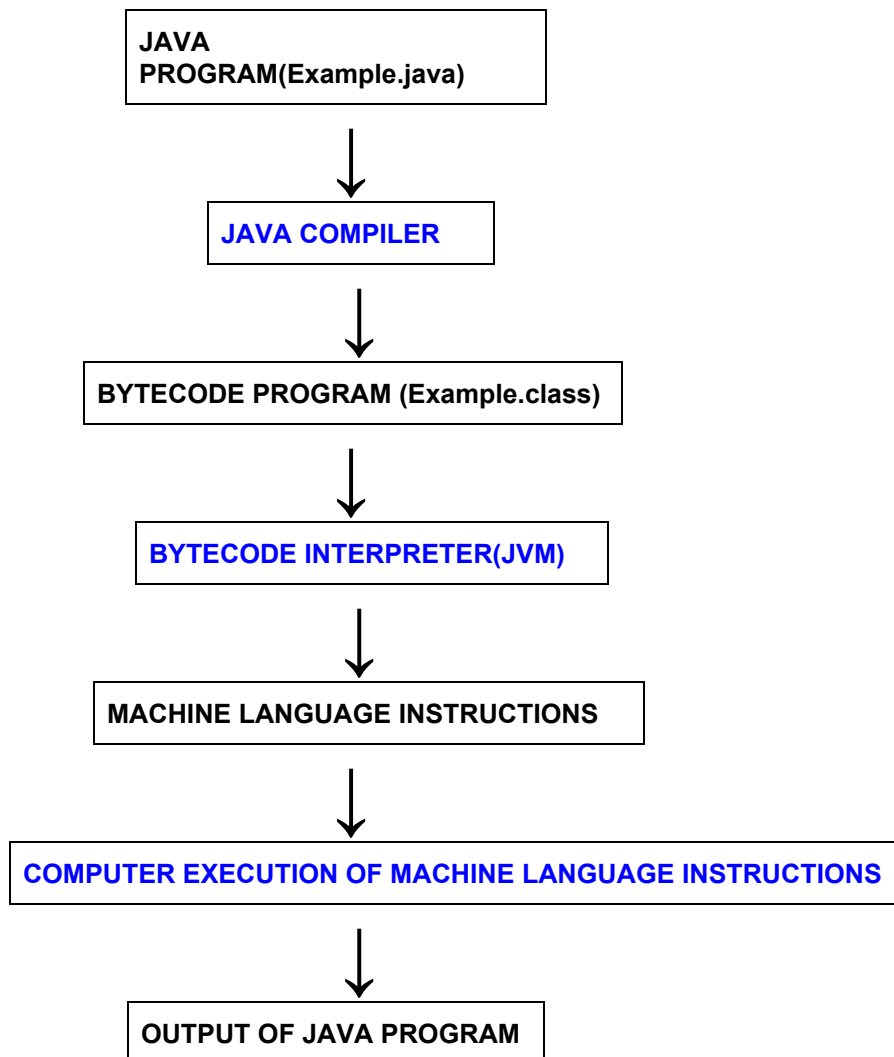 JAVA
PROGRAM(Example.java)
JAVA COMPILER
BYTECODE PROGRAM (Example.class)
BYTECODE INTERPRETER(JVM)
MACHINE LANGUAGE INSTRUCTIONS
COMPUTER EXECUTION OF MACHINE LANGUAGE INSTRUCTIONS
OUTPUT OF JAVA PROGRAM